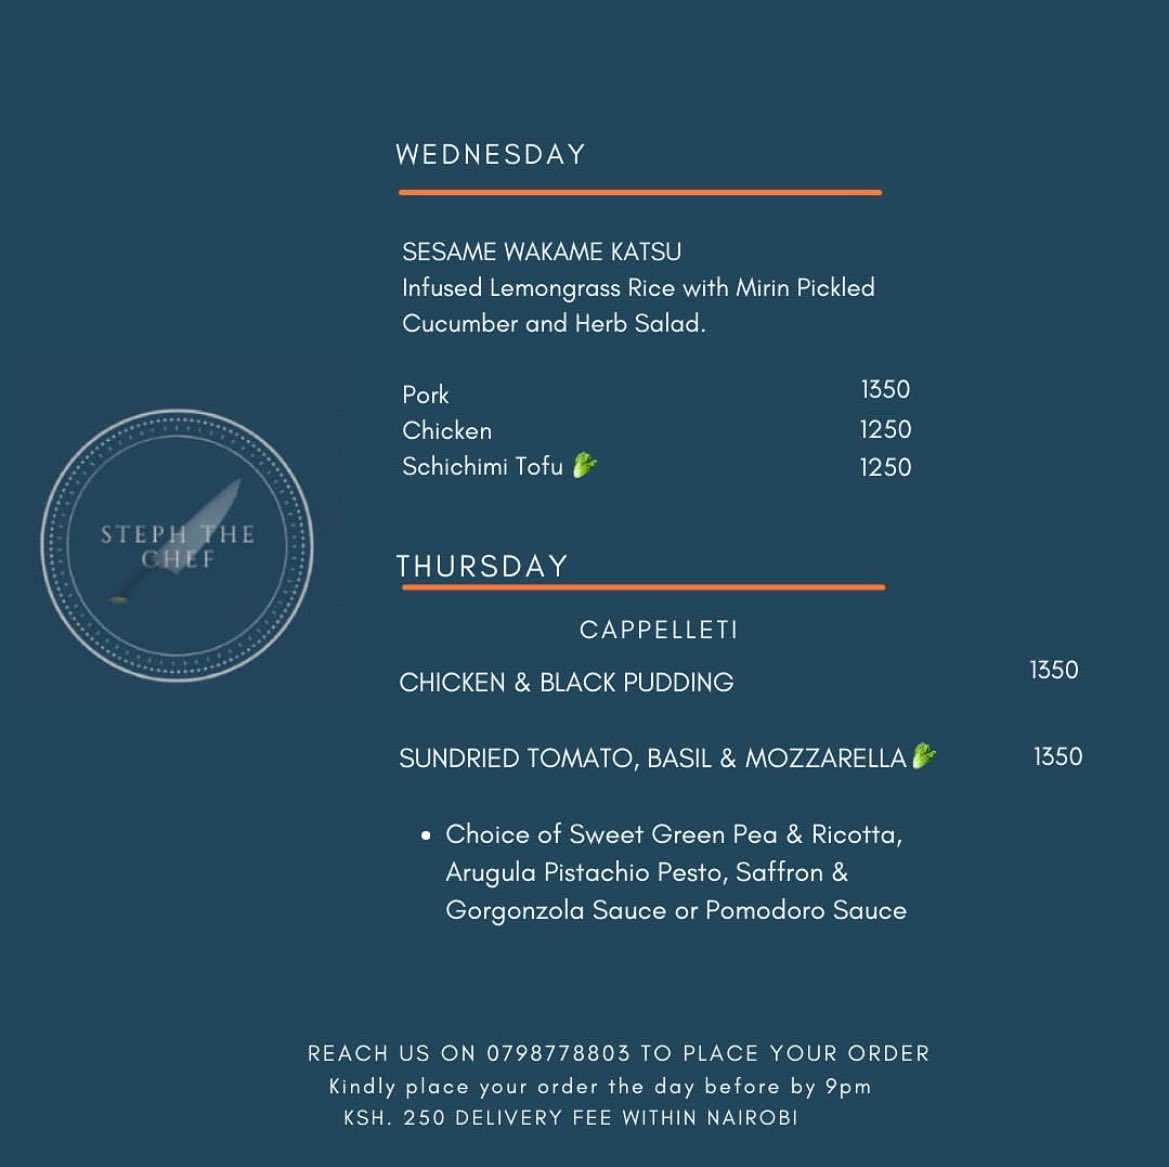 WEDNESDAY
SESAME WAKAME KATSU
Infused Lemongrass Rice with Mirin Pickled
Cucumber and Herb Salad.
Pork 1350
Chicken 1250
Schichimi Tofu 🥬 1250
STEPH THE
CHEF
THURSDAY
CAPPELLETI
CHICKEN & BLACK PUDDING 1350
SUNDRIED TOMATO, BASIL & MOZZARELLA🥬 1350
• Choice of Sweet Green Pea & Ricotta,
Arugula Pistachio Pesto, Saffron &
Gorgonzola Sauce or Pomodoro Sauce
REACH US ON 0798778803 TO PLACE YOUR ORDER
Kindly place your order the day before by 9pm
KSH. 250 DELIVERY FEE WITHIN NAIROBI